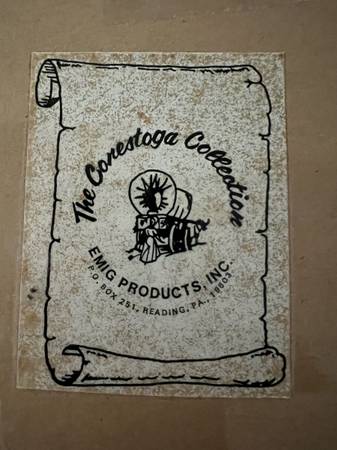 The Conestoga Collection
EMIG PRODUCTS, INC.
P.O. BOX 251, READING, PA., 19603